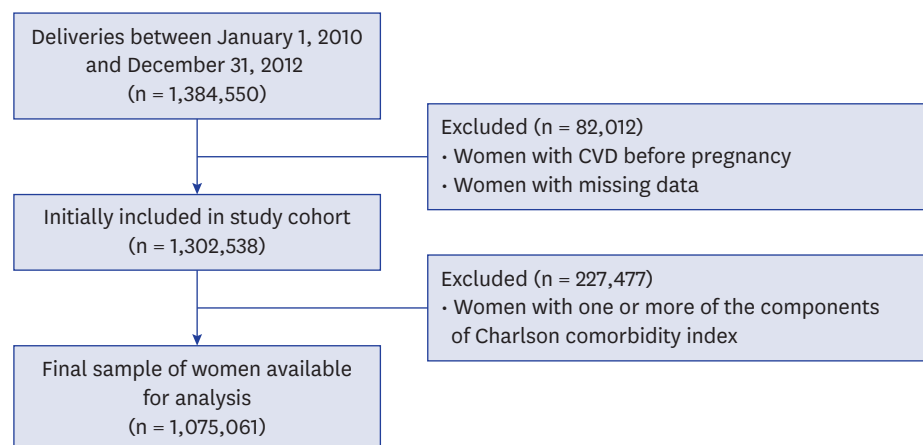 Deliveries between January 1, 2010
and December 31, 2012
(n = 1,384,550)
Excluded (n = 82,012)
· Women with CVD before pregnancy
· Women with missing data
Initially included in study cohort
(n = 1,302,538)
Excluded (n = 227,477)
· Women with one or more of the components
of Charlson comorbidity index
Final sample of women available
for analysis
(n = 1,075,061)